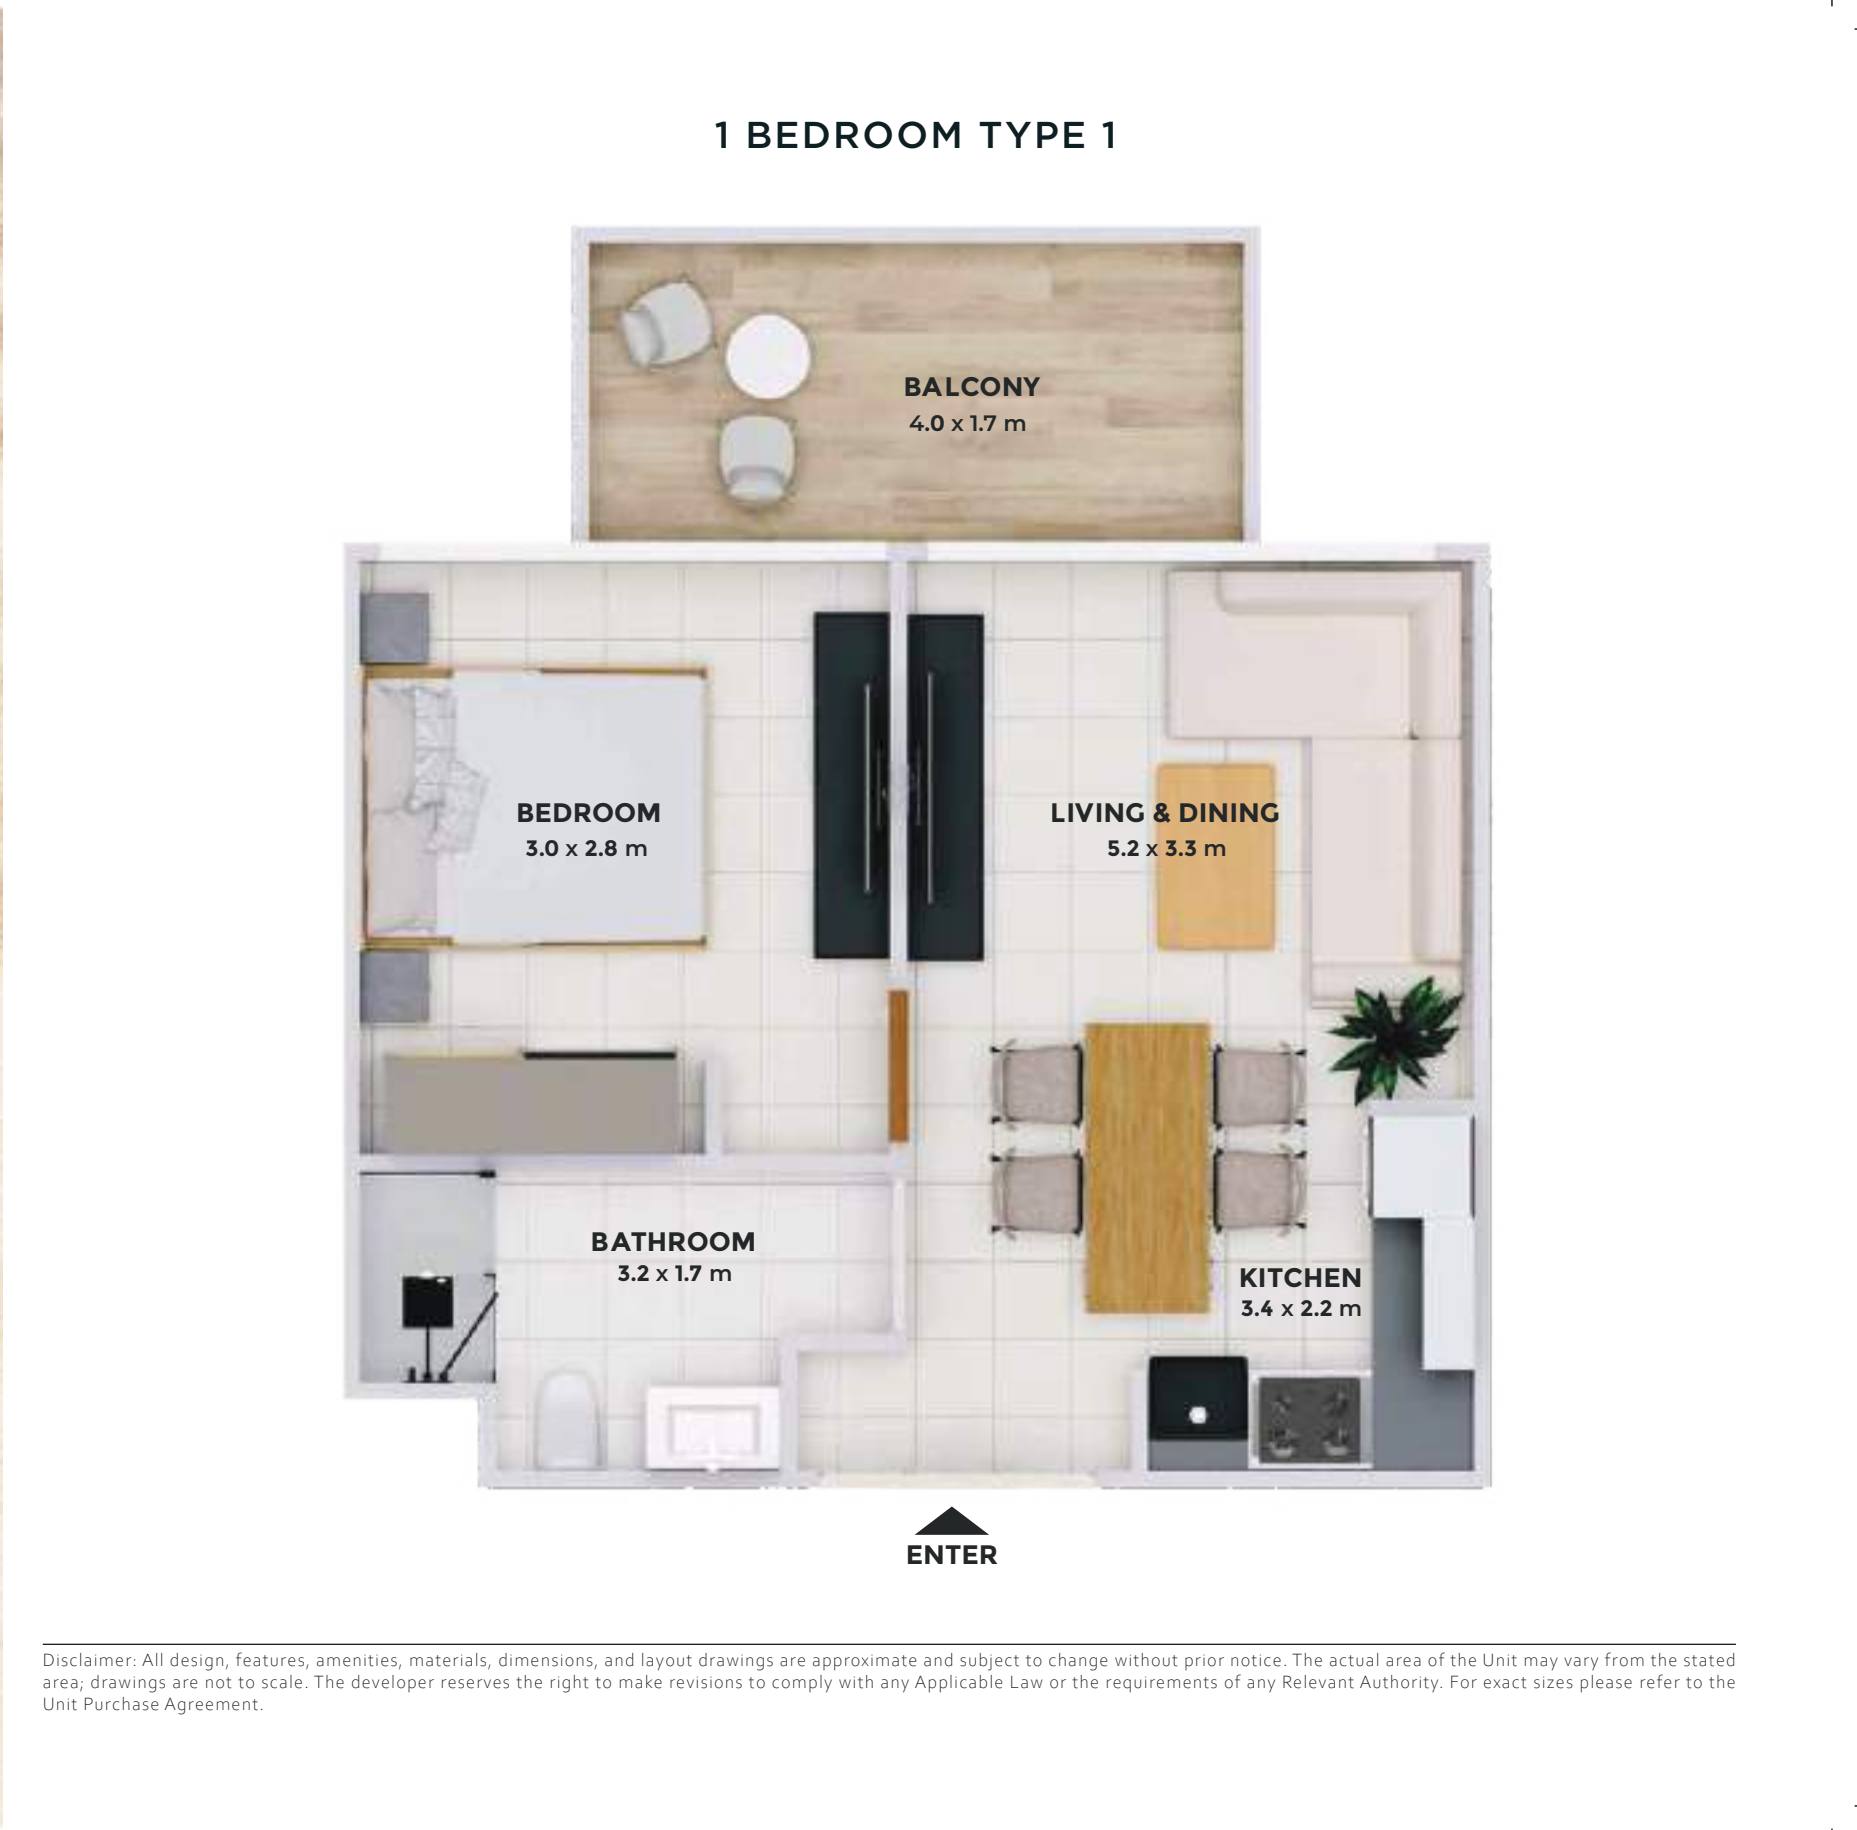 1 BEDROOM TYPE 1
BALCONY
4.0 x 1.7 m
BEDROOM
3.0 x 2.8 m
LIVING & DINING
5.2 x 3.3 m
BATHROOM
3.2 x 1.7 m
KITCHEN
3.4 x 2.2 m
ENTER
Disclaimer: All design, features, amenities, materials, dimensions, and layout drawings are approximate and subject to change without prior notice. The actual area of the Unit may vary from the stated
area; drawings are not to scale. The developer reserves the right to make revisions to comply with any Applicable Law or the requirements of any Relevant Authority. For exact sizes please refer to the
Unit Purchase Agreement.